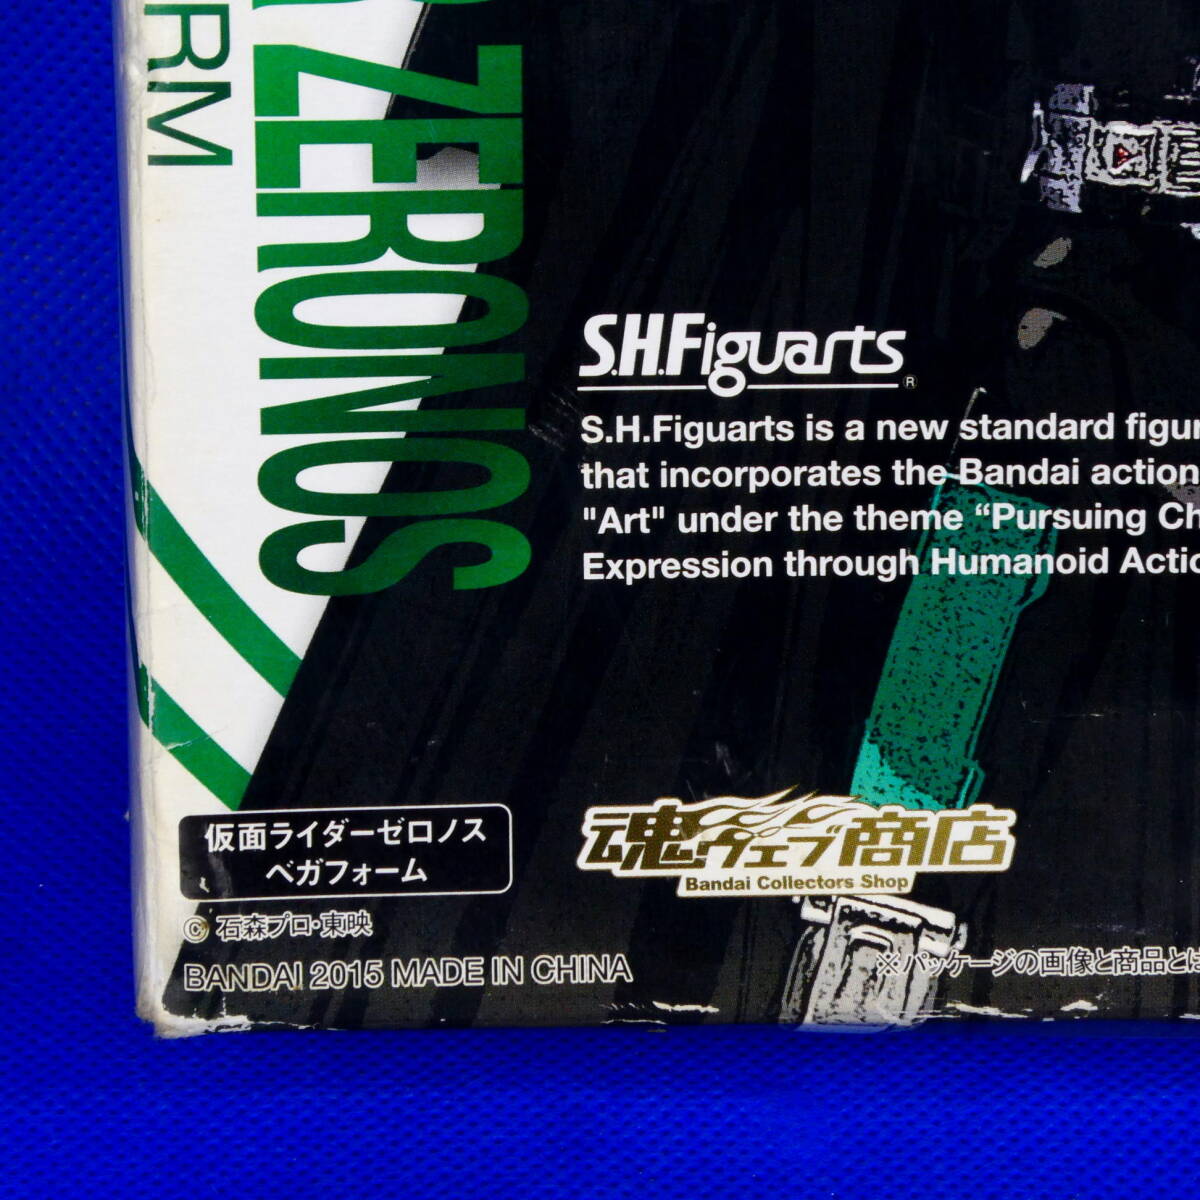 RM
R ZERONOS
S.H.Figuarts®
S.H.Figuarts is a new standard figur
that incorporates the Bandai action
"Art" under the theme “Pursuing Ch
Expression through Humanoid Actio
仮面ライダーゼロノス
ベガフォーム
魂ウェブ商店
Bandai Collectors Shop
© 石森プロ・東映
BANDAI 2015 MADE IN CHINA
※パッケージの画像と商品とは